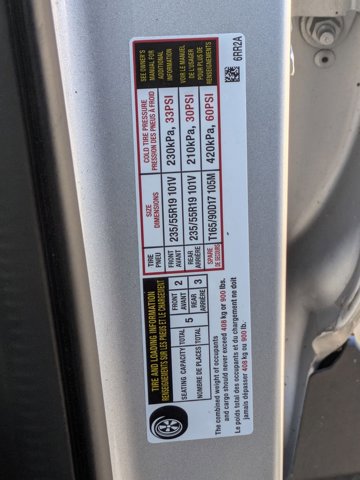 TIRE AND LOADING INFORMATION
RENSEIGNEMENTS SUR LES PNEUS ET LE CHARGEMENT
SEATING CAPACITY TOTAL 5 FRONT 2 REAR 3
NOMBRE DE PLACES TOTAL AVANT ARRIÈRE
The combined weight of occupants
and cargo should never exceed 408 kg or 900 lbs.
Le poids total des occupants et du chargement ne doit
jamais dépasser 408 kg ou 900 lb.
TIRE
PNEU
SIZE
DIMENSIONS
COLD TIRE PRESSURE
PRESSION DES PNEUS À FROID
SEE OWNER'S
MANUAL FOR
ADDITIONAL
INFORMATION
FRONT
AVANT
235/55R19 101V
230kPa, 33PSI
REAR
ARRIÈRE
235/55R19 101V
210kPa, 30PSI
VOIR LE MANUEL
DE L'USAGER
POUR PLUS DE
RENSEIGNEMENTS
SPARE
DE SECOURS
T165/90D17 105M
420kPa, 60PSI
6RR2A